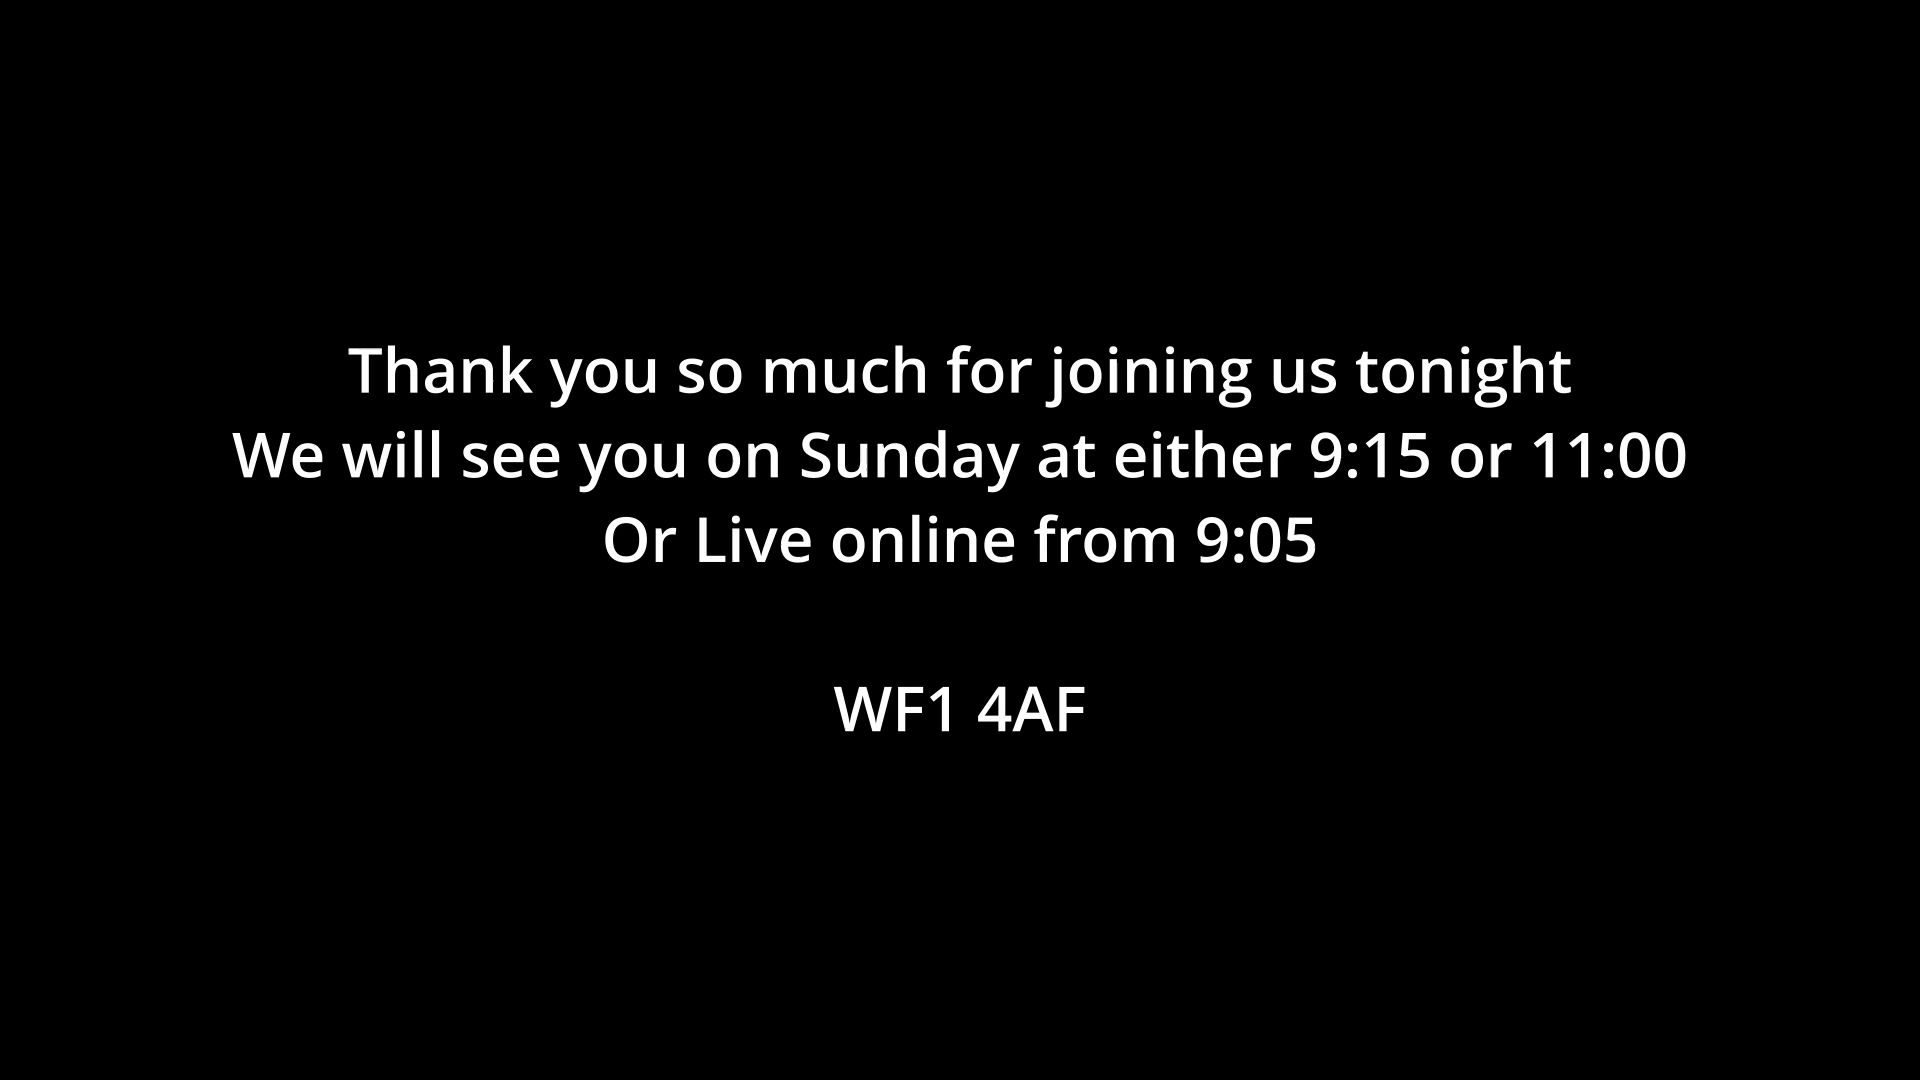 Thank you so much for joining us tonight
We will see you on Sunday at either 9:15 or 11:00
Or Live online from 9:05
WF1 4AF